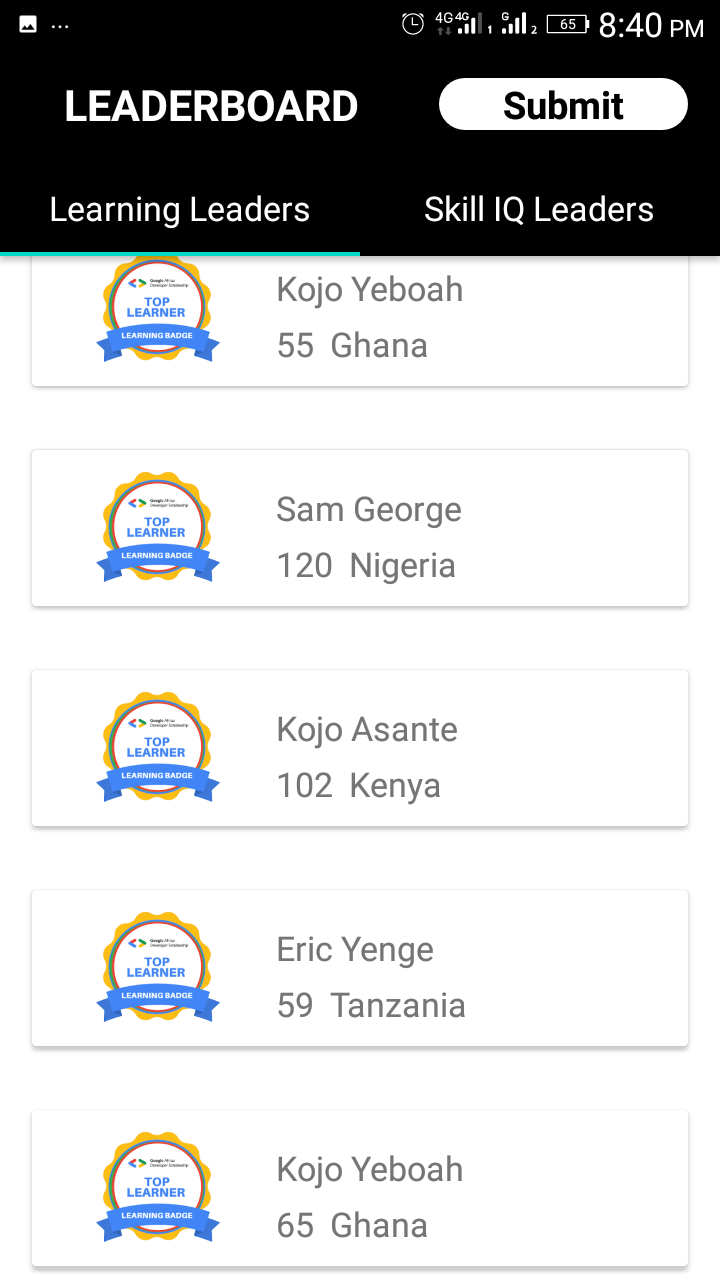 ... 4G 4G 1 G 2 65 8:40 PM
LEADERBOARD Submit
Learning Leaders Skill IQ Leaders
Google Africa
Developer Scholarship
TOP
LEARNER
LEARNING BADGE
Kojo Yeboah
55 Ghana
Google Africa
Developer Scholarship
TOP
LEARNER
LEARNING BADGE
Sam George
120 Nigeria
Google Africa
Developer Scholarship
TOP
LEARNER
LEARNING BADGE
Kojo Asante
102 Kenya
Google Africa
Developer Scholarship
TOP
LEARNER
LEARNING BADGE
Eric Yenge
59 Tanzania
Google Africa
Developer Scholarship
TOP
LEARNER
LEARNING BADGE
Kojo Yeboah
65 Ghana